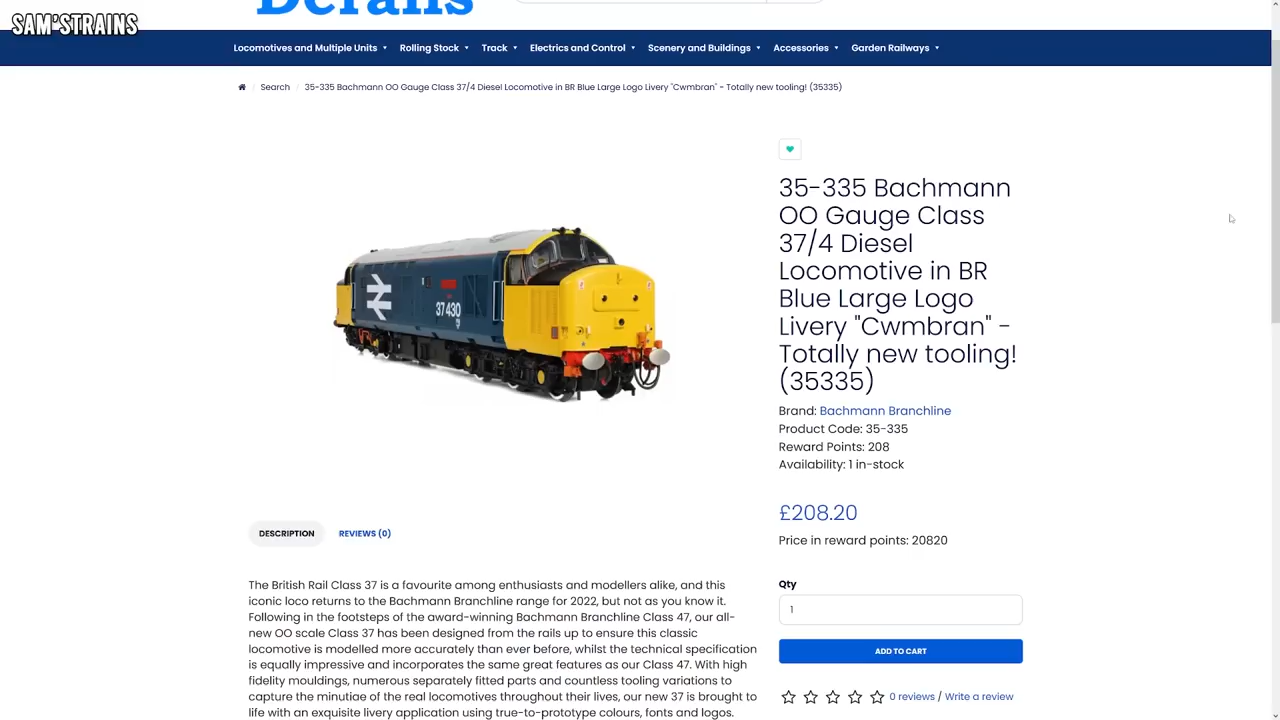 SAM'S TRAINS
Derails
Locomotives and Multiple Units
Rolling Stock
Track
Electrics and Control
Scenery and Buildings
Accessories
Garden Railways
Search
35-335 Bachmann OO Gauge Class 37/4 Diesel Locomotive in BR Blue Large Logo Livery "Cwmbran" - Totally new tooling! (35335)
37 430
35-335 Bachmann
OO Gauge Class
37/4 Diesel
Locomotive in BR
Blue Large Logo
Livery "Cwmbran" -
Totally new tooling!
(35335)
Brand: Bachmann Branchline
Product Code: 35-335
Reward Points: 208
Availability: 1 in-stock
£208.20
Price in reward points: 20820
Qty
1
ADD TO CART
0 reviews / Write a review
DESCRIPTION
REVIEWS (0)
The British Rail Class 37 is a favourite among enthusiasts and modellers alike, and this
iconic loco returns to the Bachmann Branchline range for 2022, but not as you know it.
Following in the footsteps of the award-winning Bachmann Branchline Class 47, our all-
new OO scale Class 37 has been designed from the rails up to ensure this classic
locomotive is modelled more accurately than ever before, whilst the technical specification
is equally impressive and incorporates the same great features as our Class 47. With high
fidelity mouldings, numerous separately fitted parts and countless tooling variations to
capture the minutiae of the real locomotives throughout their lives, our new 37 is brought to
life with an exquisite livery application using true-to-prototype colours, fonts and logos.